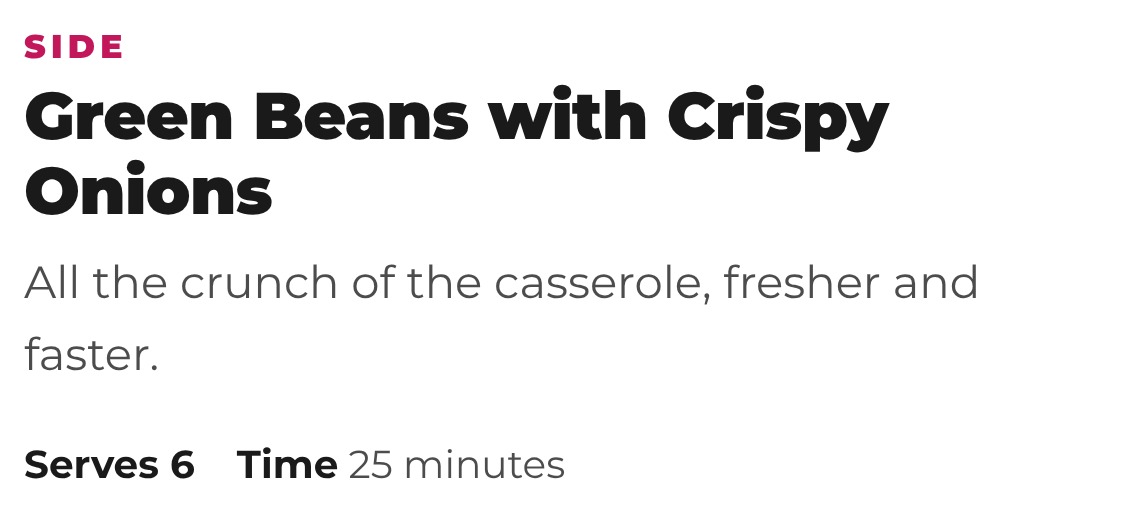 SIDE
Green Beans with Crispy
Onions
All the crunch of the casserole, fresher and
faster.
Serves 6 Time 25 minutes